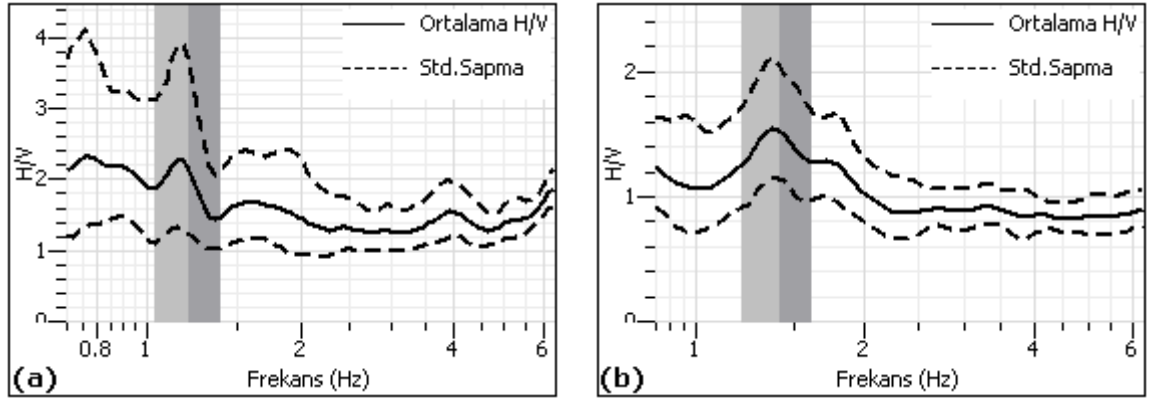 Ortalama H/V
Std.Sapma
4
3
2
1
0
H/V
0.8
1
2
4
6
Frekans (Hz)
(a)
Ortalama H/V
Std.Sapma
2
1
0
H/V
1
2
4
6
Frekans (Hz)
(b)